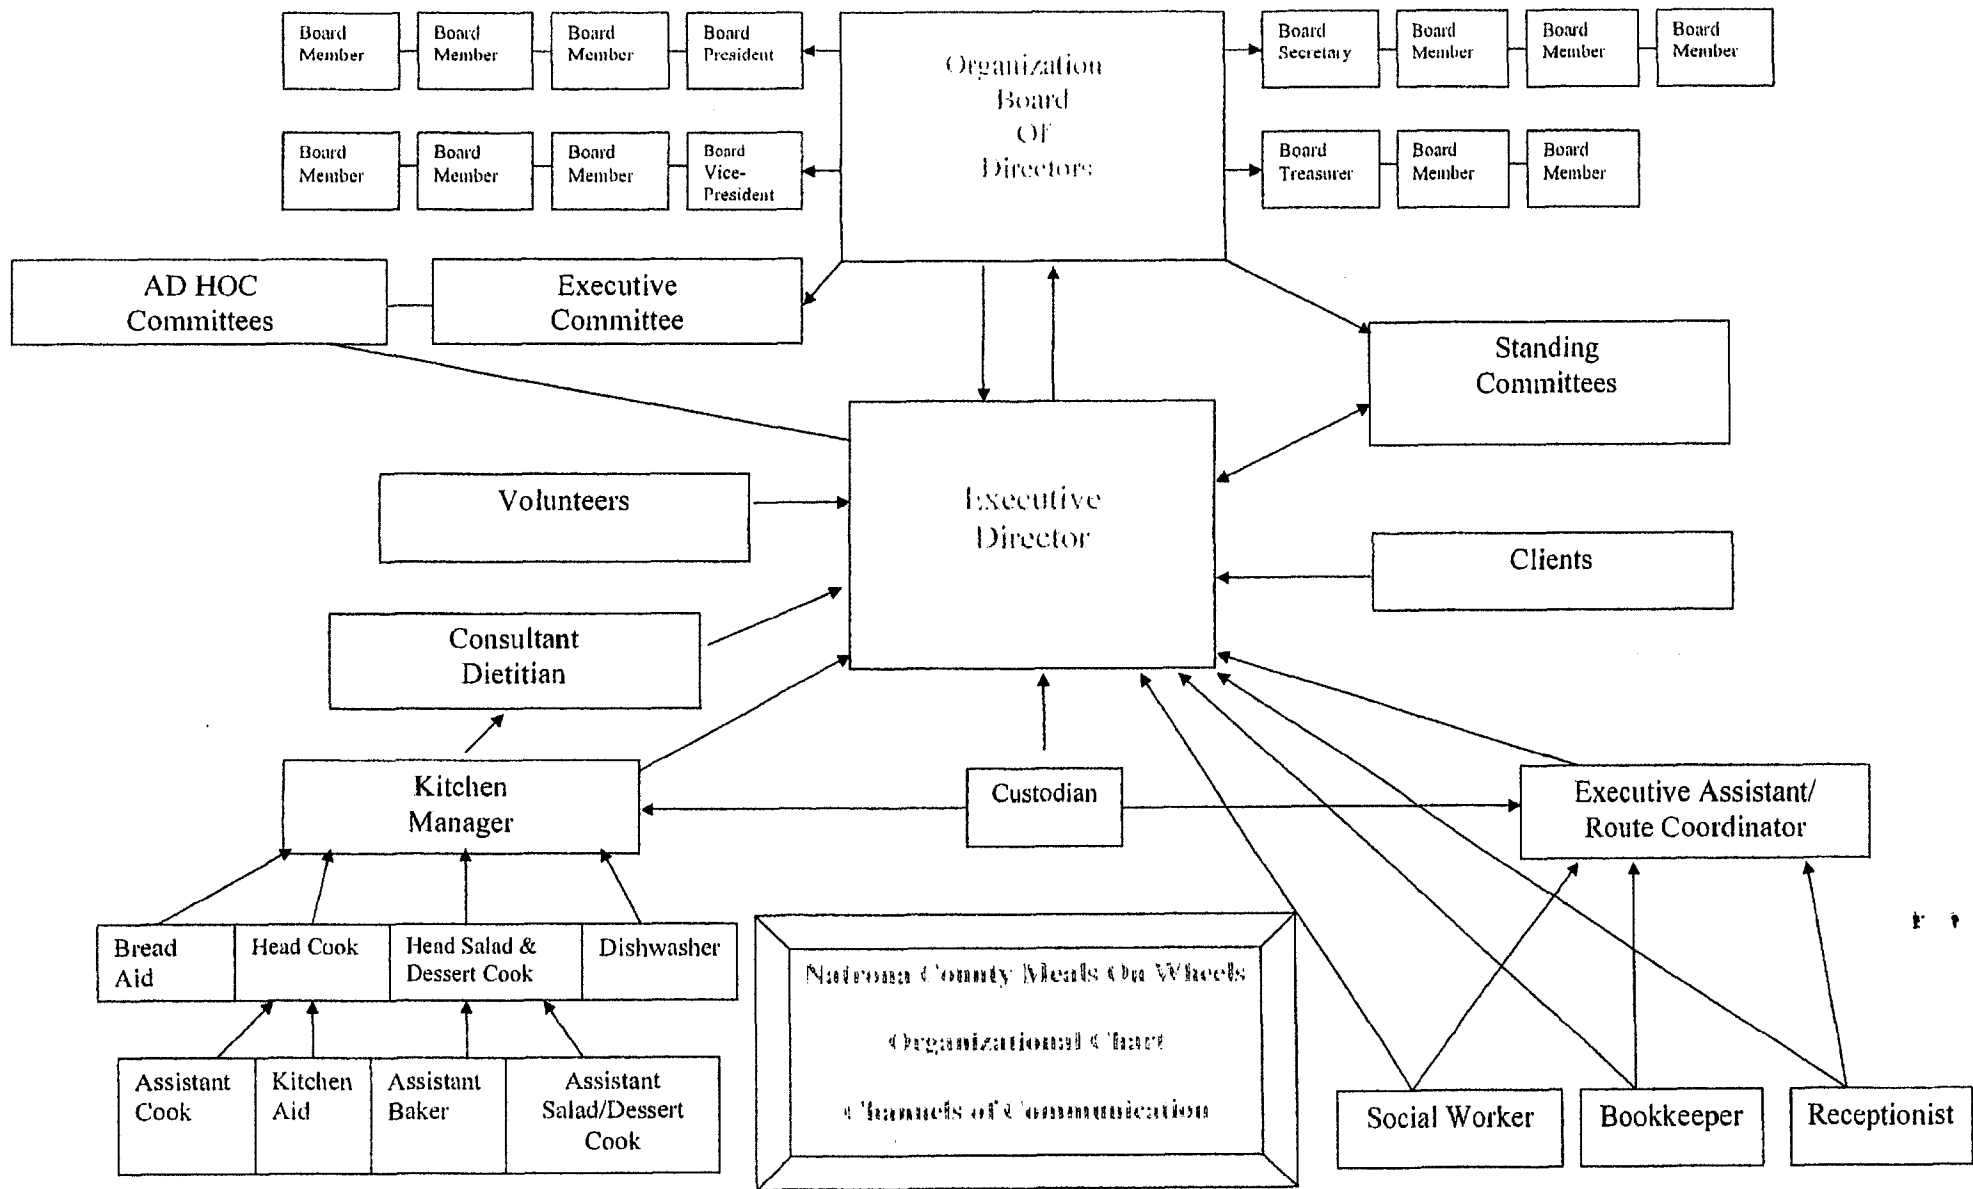 Board
Member
Board
Member
Board
Member
Board
President
Organization
Board
Of
Directors
Board
Secretary
Board
Member
Board
Member
Board
Member
Board
Member
Board
Member
Board
Member
Board
Vice-
President
Board
Treasurer
Board
Member
Board
Member
AD HOC
Committees
Executive
Committee
Standing
Committees
Volunteers
Executive
Director
Clients
Consultant
Dietitian
Kitchen
Manager
Custodian
Executive Assistant/
Route Coordinator
Bread
Aid
Head Cook
Head Salad &
Dessert Cook
Dishwasher
Assistant
Cook
Kitchen
Aid
Assistant
Baker
Assistant
Salad/Dessert
Cook
Natrona County Meals On Wheels
Organizational Chart
Channels of Communication
Social Worker
Bookkeeper
Receptionist